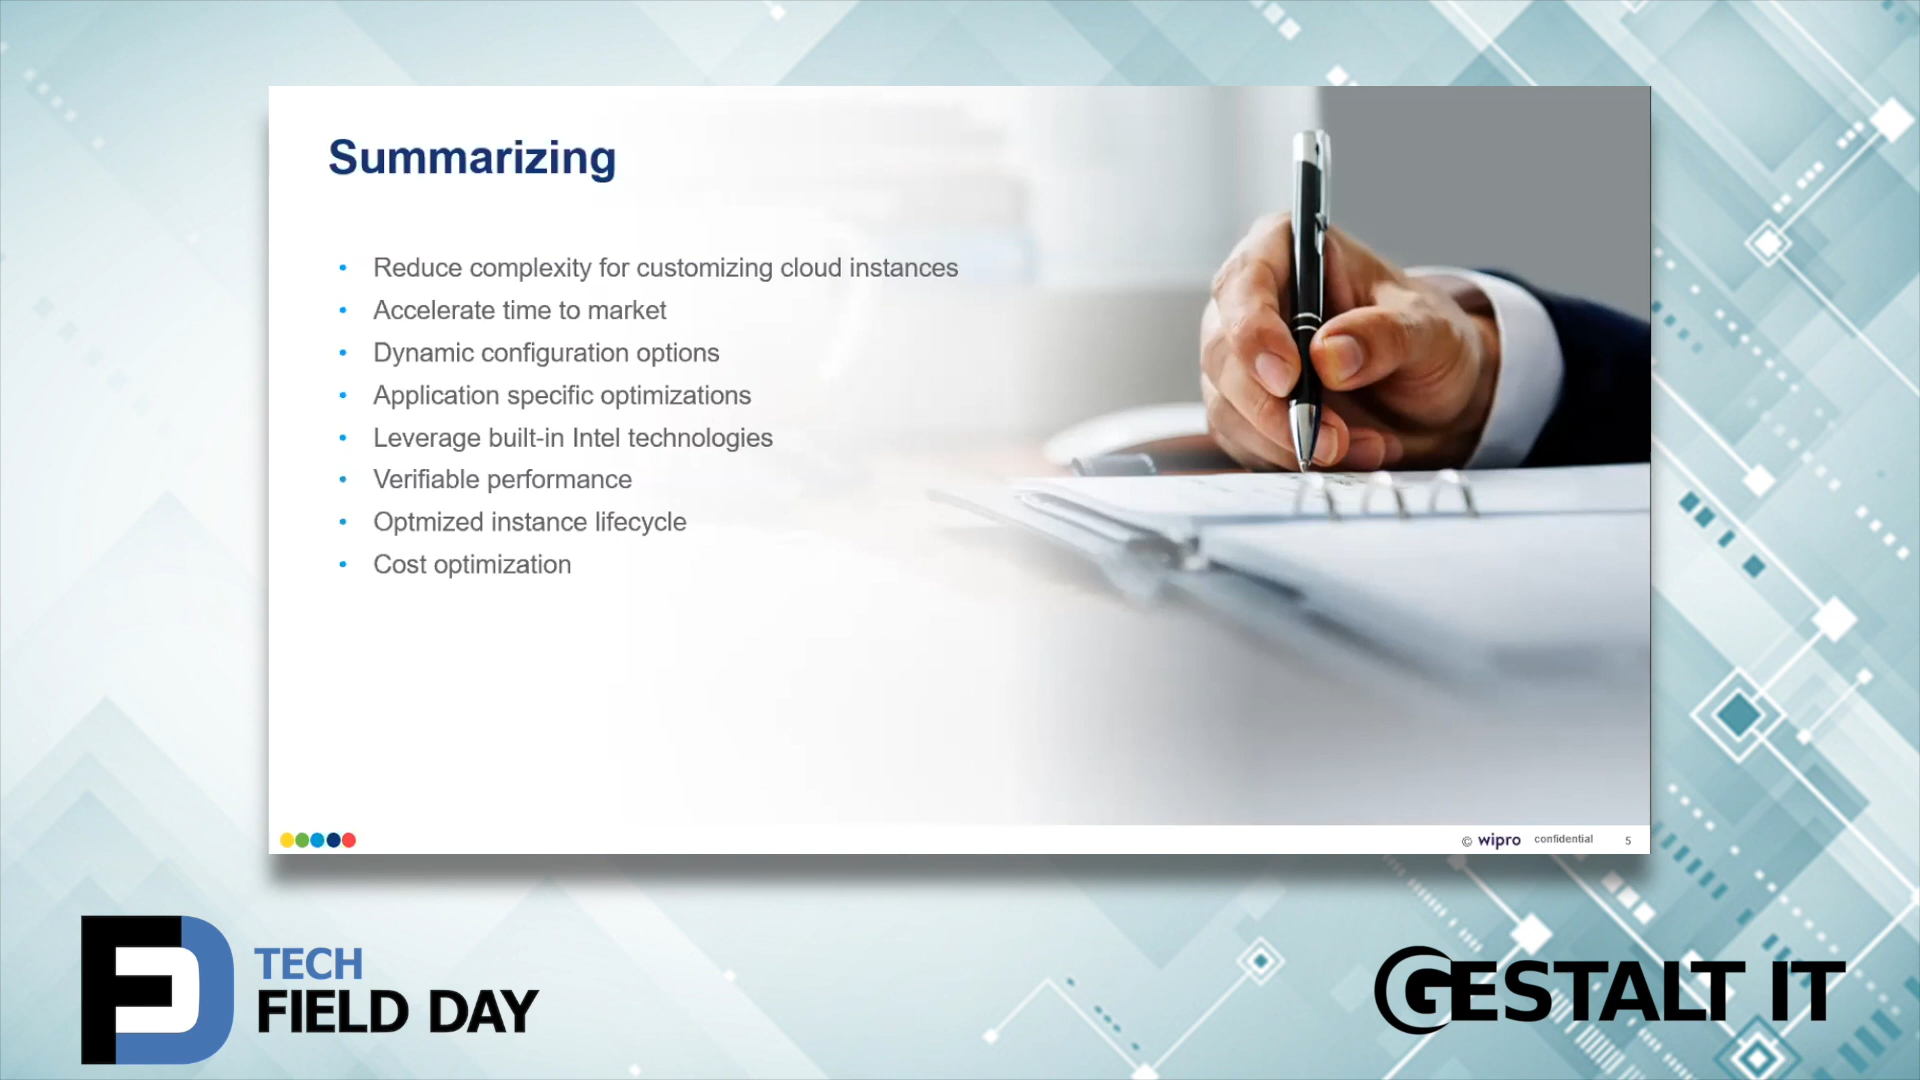 Summarizing
• Reduce complexity for customizing cloud instances
• Accelerate time to market
• Dynamic configuration options
• Application specific optimizations
• Leverage built-in Intel technologies
• Verifiable performance
• Optmized instance lifecycle
• Cost optimization
© wipro confidential 5
TECH
FIELD DAY
GESTALT IT